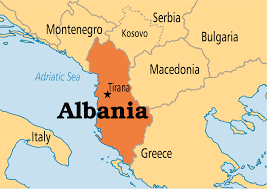 Serbia
Montenegro
Kosovo
Bulgaria
Adriatic Sea
Macedonia
Tirana
Albania
Italy
Greece